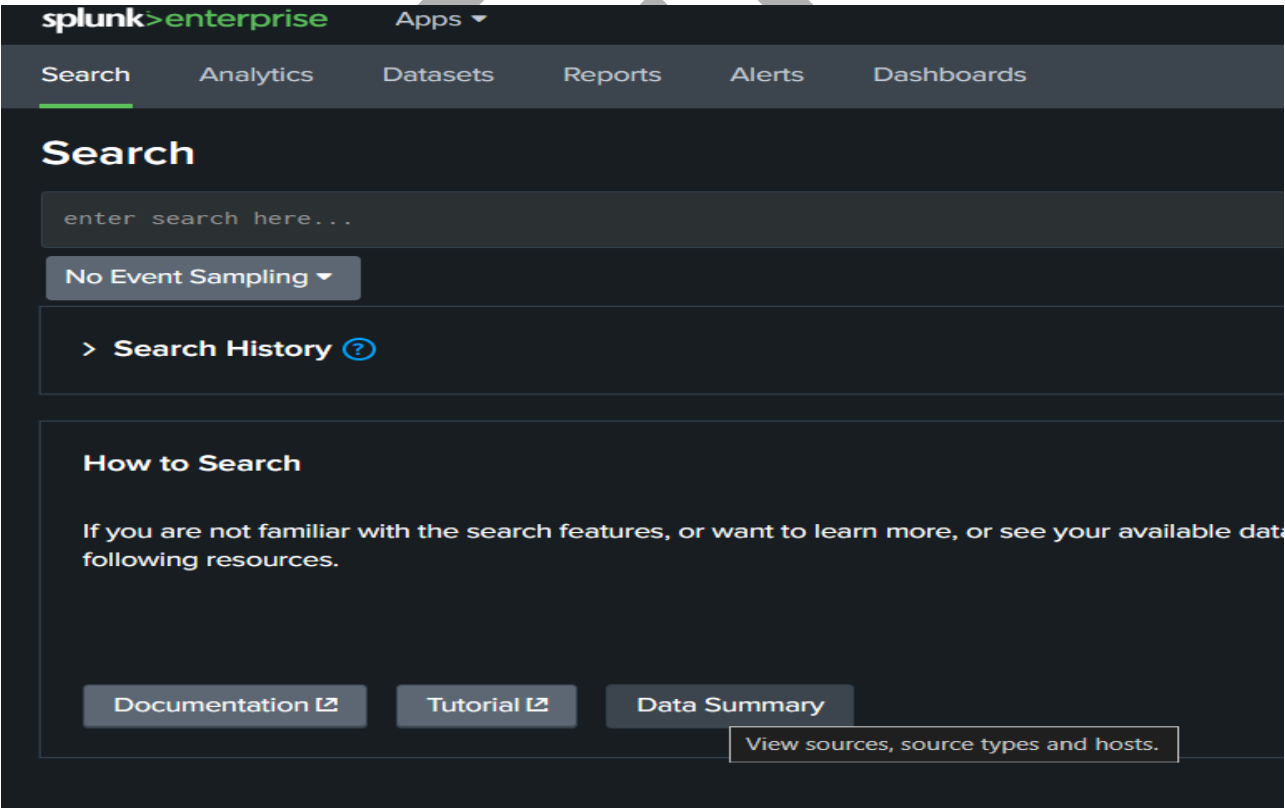 splunk>enterprise Apps
Search Analytics Datasets Reports Alerts Dashboards
Search
enter search here...
No Event Sampling
> Search History ?
How to Search
If you are not familiar with the search features, or want to learn more, or see your available data
following resources.
Documentation Tutorial Data Summary
View sources, source types and hosts.